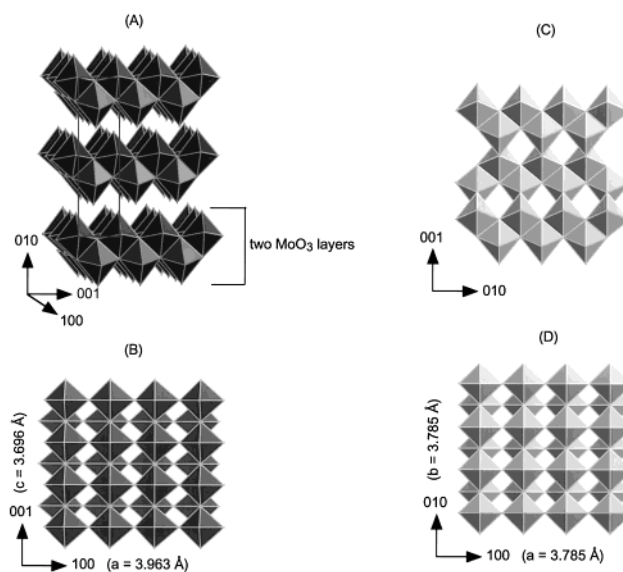 (A)
010
001
100
two MoO₃ layers
(B)
(c = 3.696 Å)
001
100
(a = 3.963 Å)
(C)
001
010
(D)
(b = 3.785 Å)
010
100
(a = 3.785 Å)